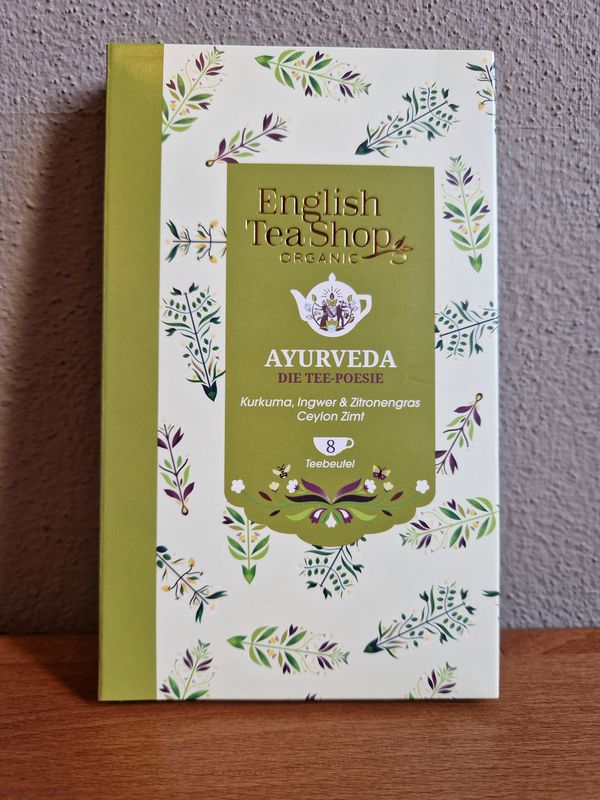 English
Tea Shop
ORGANIC
AYURVEDA
DIE TEE-POESIE
Kurkuma, Ingwer & Zitronengras
Ceylon Zimt
8
Teebeutel